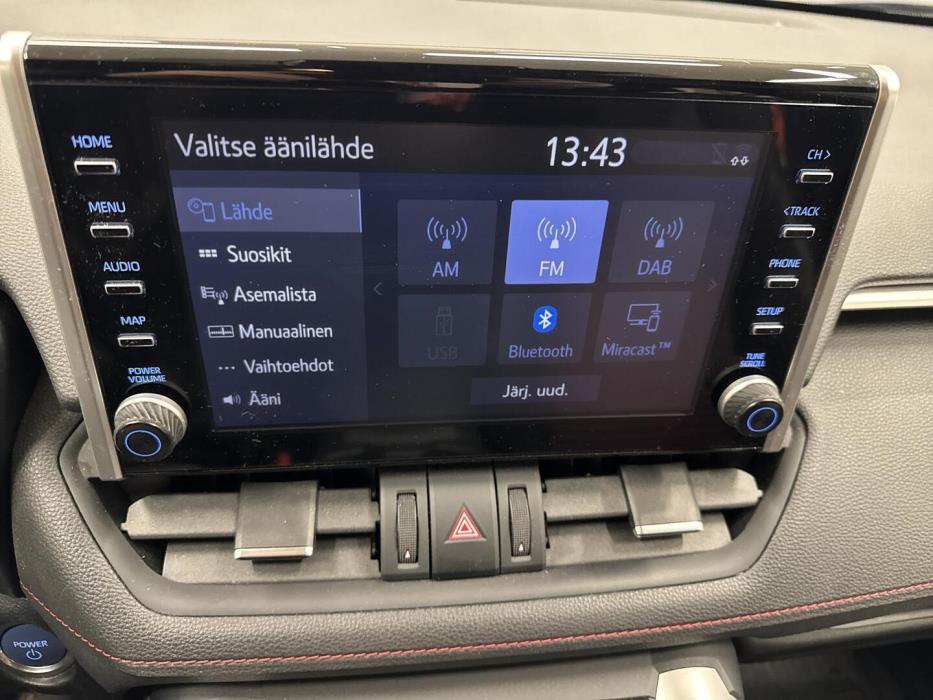 HOME
MENU
AUDIO
MAP
POWER
VOLUME
Valitse äänilähde
13:43
Lähde
Suosikit
Asemalista
Manuaalinen
Vaihtoehdot
Ääni
AM
FM
DAB
USB
Bluetooth
Miracast™
Järj. uud.
CH >
< TRACK
PHONE
SETUP
TUNE
SCROLL
POWER